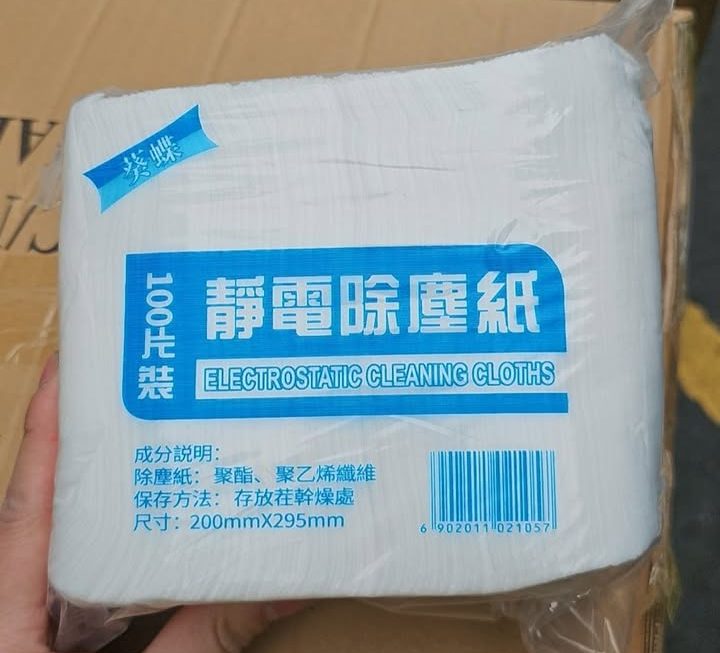 葵蝶
100片装
靜電除塵紙
ELECTROSTATIC CLEANING CLOTHS
成分説明：
除塵紙：聚酯、聚乙烯纖維
保存方法：存放茬幹燥處
尺寸：200mmX295mm
6 902011 021057